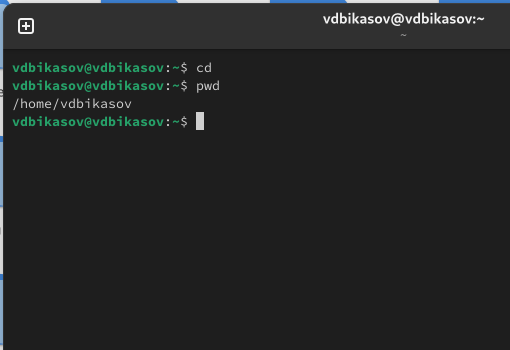 vdbikasov@vdbikasov:~
~
vdbikasov@vdbikasov:~$ cd
vdbikasov@vdbikasov:~$ pwd
/home/vdbikasov
vdbikasov@vdbikasov:~$